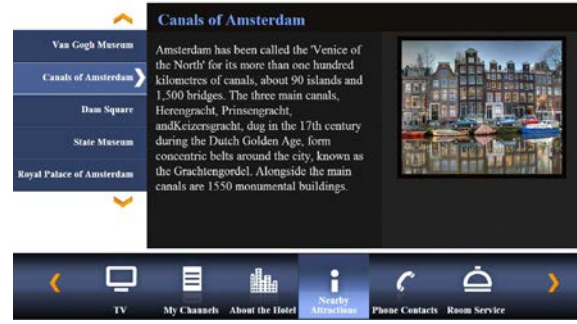 Van Gogh Museum
Canals of Amsterdam
Dam Square
State Museum
Royal Palace of Amsterdam
Canals of Amsterdam
Amsterdam has been called the 'Venice of
the North' for its more than one hundred
kilometres of canals, about 90 islands and
1,500 bridges. The three main canals,
Herengracht, Prinsengracht,
andKeizersgracht, dug in the 17th century
during the Dutch Golden Age, form
concentric belts around the city, known as
the Grachtengordel. Alongside the main
canals are 1550 monumental buildings.
TV
My Channels
About the Hotel
Nearby
Attractions
Phone Contacts
Room Service